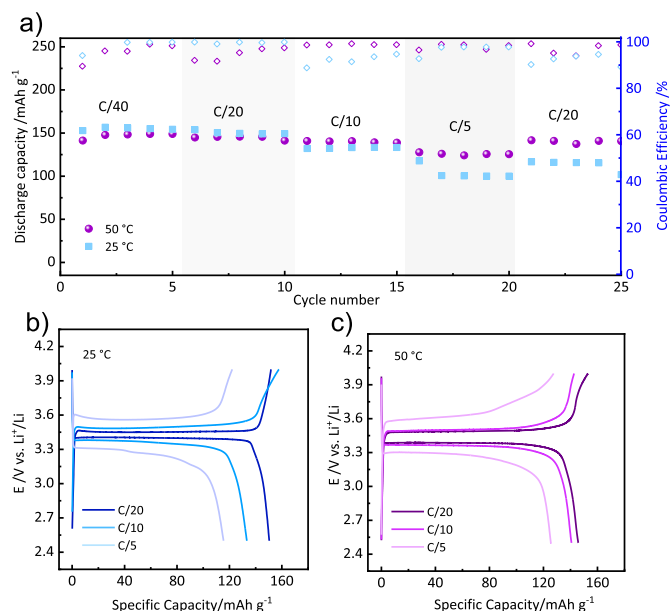 a)
250
200
150
100
50
0
Discharge capacity /mAh g⁻¹
C/40
C/20
C/10
C/5
C/20
50 °C
25 °C
100
80
60
40
20
0
Coulombic Efficiency /%
0 5 10 15 20 25
Cycle number
b)
25 °C
4.2
3.9
3.6
3.3
3.0
2.7
2.4
E /V vs. Li⁺/Li
C/20
C/10
C/5
0 40 80 120 160
Specific Capacity/mAh g⁻¹
c)
50 °C
4.2
3.9
3.6
3.3
3.0
2.7
2.4
E /V vs. Li⁺/Li
C/20
C/10
C/5
0 40 80 120 160
Specific Capacity/mAh g⁻¹